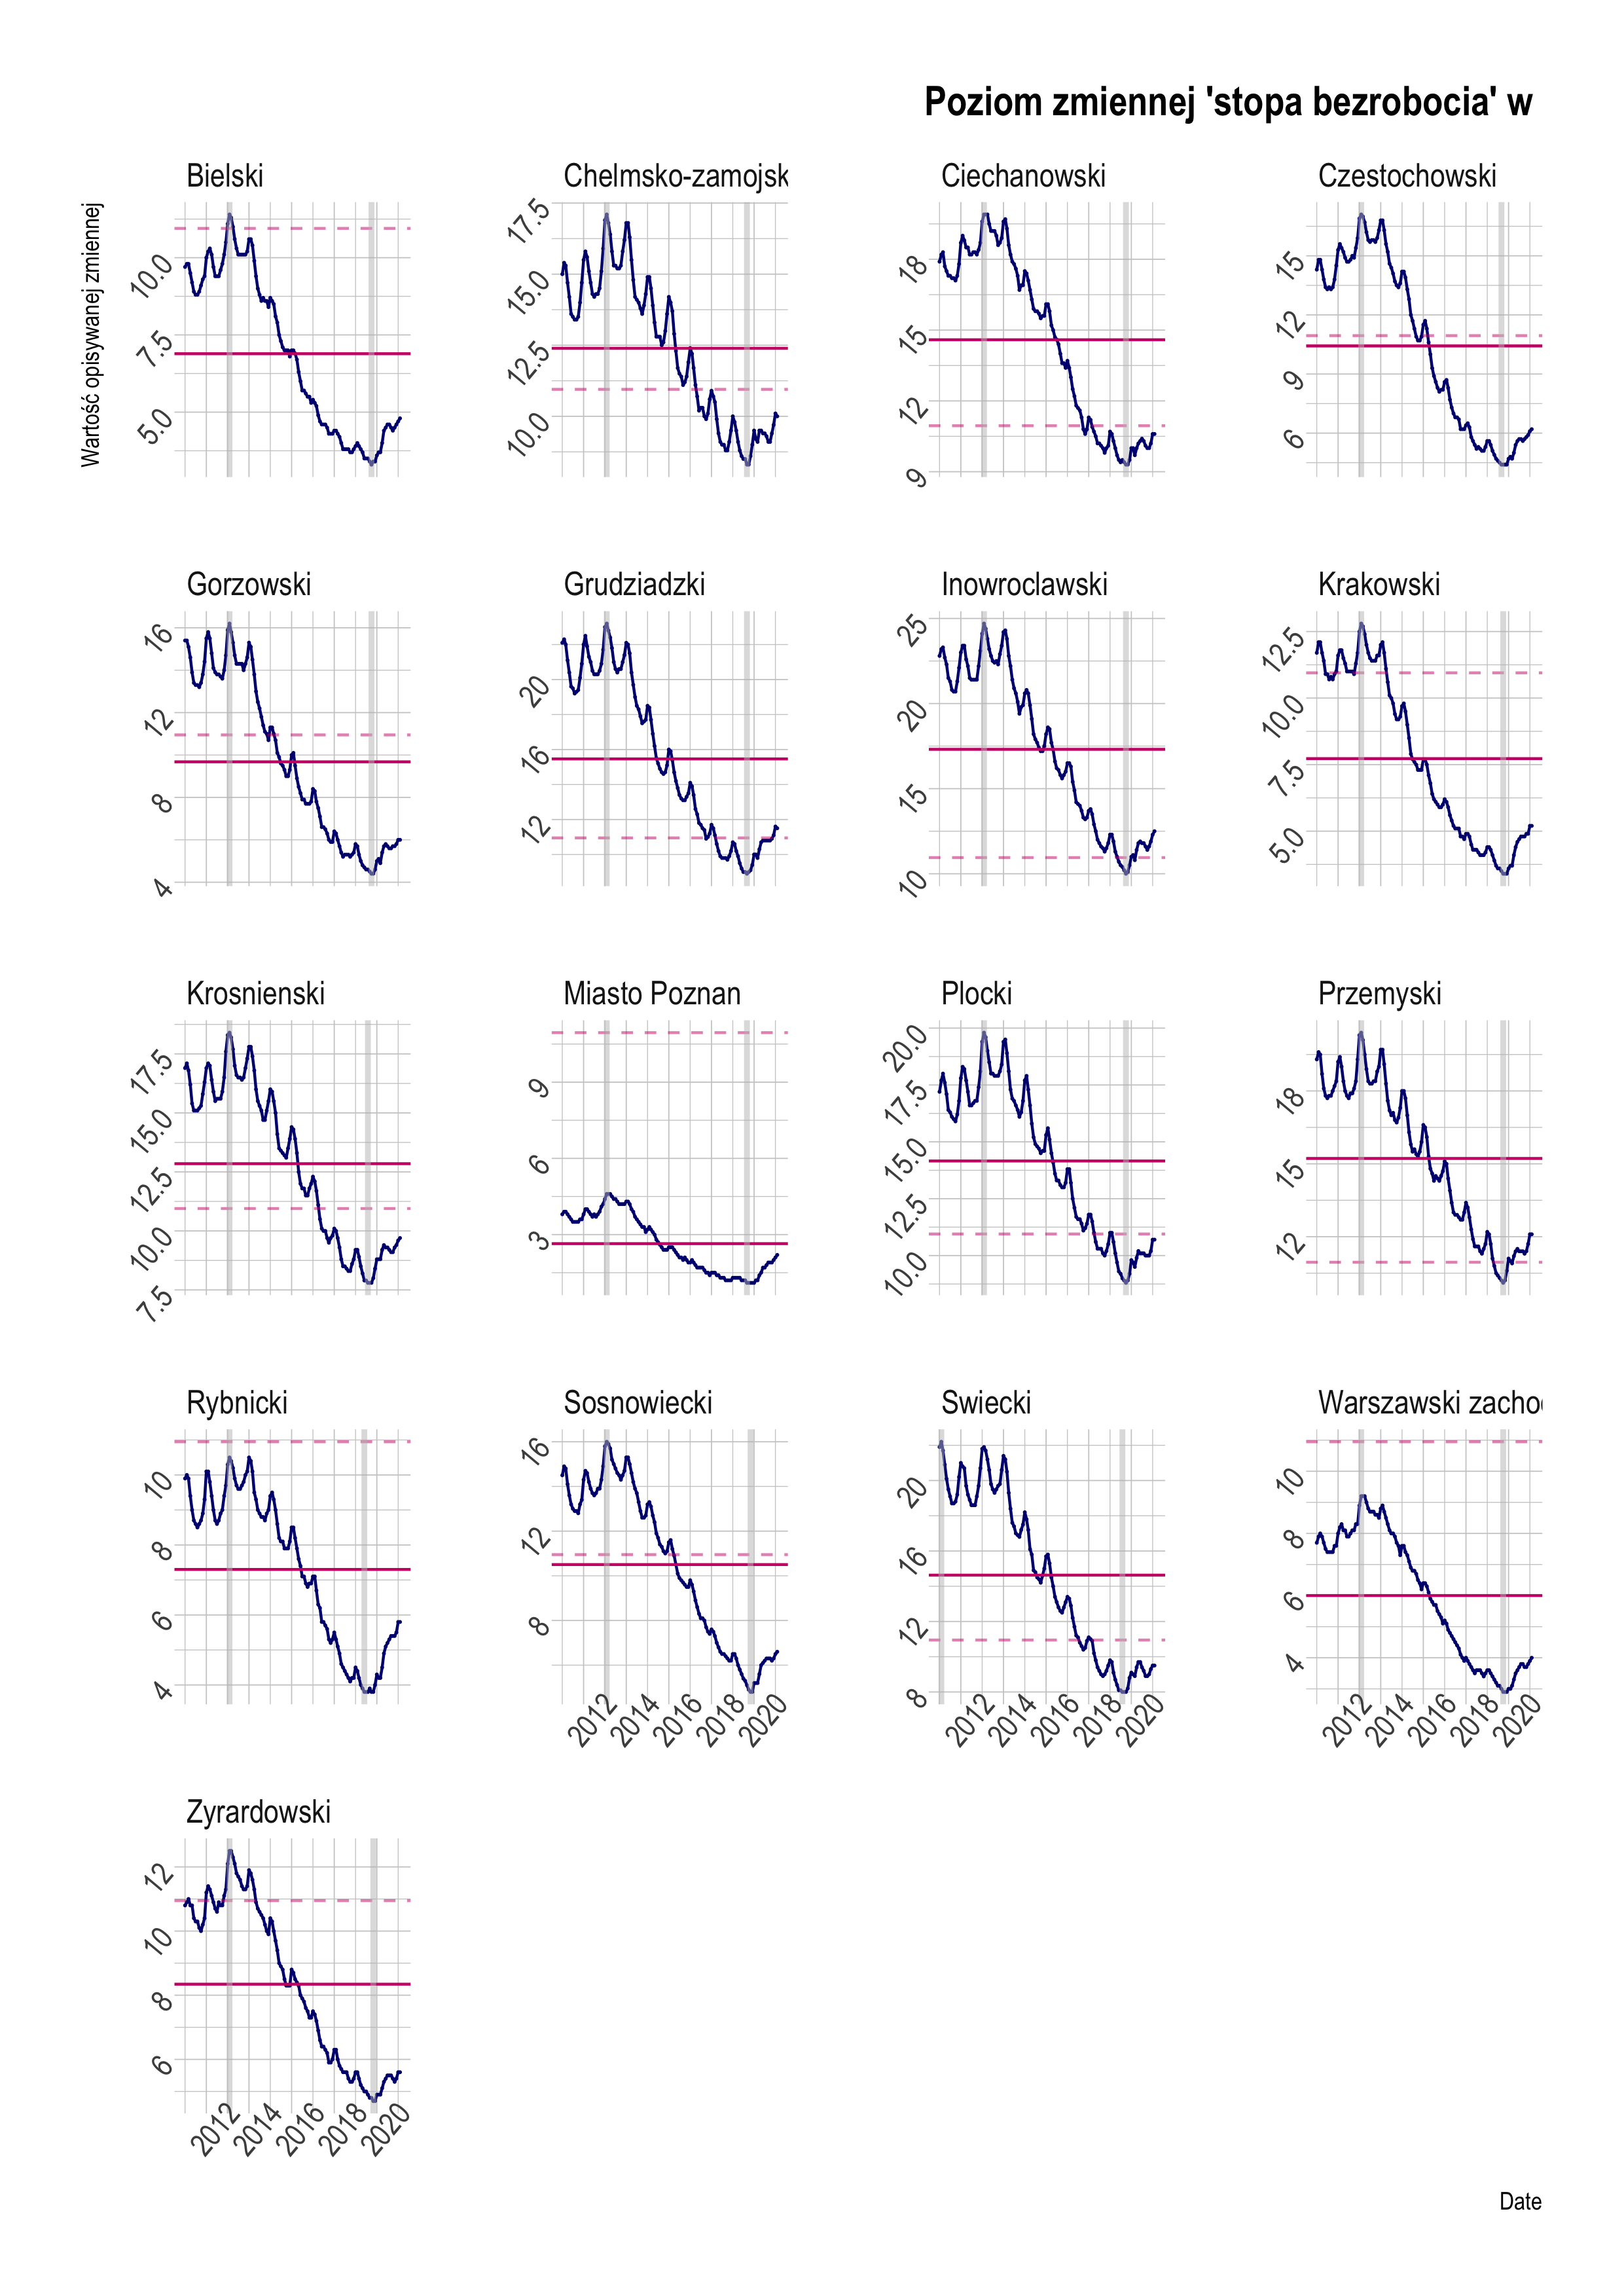 Poziom zmiennej 'stopa bezrobocia' w
Wartość opisywanej zmiennej
Bielski
10.0
7.5
5.0
Chelmsko-zamojsk
17.5
15.0
12.5
10.0
Ciechanowski
18
15
12
9
Czestochowski
15
12
9
6
Gorzowski
16
12
8
4
Grudziadzki
20
16
12
Inowroclawski
25
20
15
10
Krakowski
12.5
10.0
7.5
5.0
Krosnienski
17.5
15.0
12.5
10.0
7.5
Miasto Poznan
9
6
3
Plocki
20.0
17.5
15.0
12.5
10.0
Przemyski
18
15
12
Rybnicki
10
8
6
4
Sosnowiecki
16
12
8
2012 2014 2016 2018 2020
Swiecki
20
16
12
8
2012 2014 2016 2018 2020
Warszawski zacho
10
8
6
4
2012 2014 2016 2018 2020
Zyrardowski
12
10
8
6
2012 2014 2016 2018 2020
Date